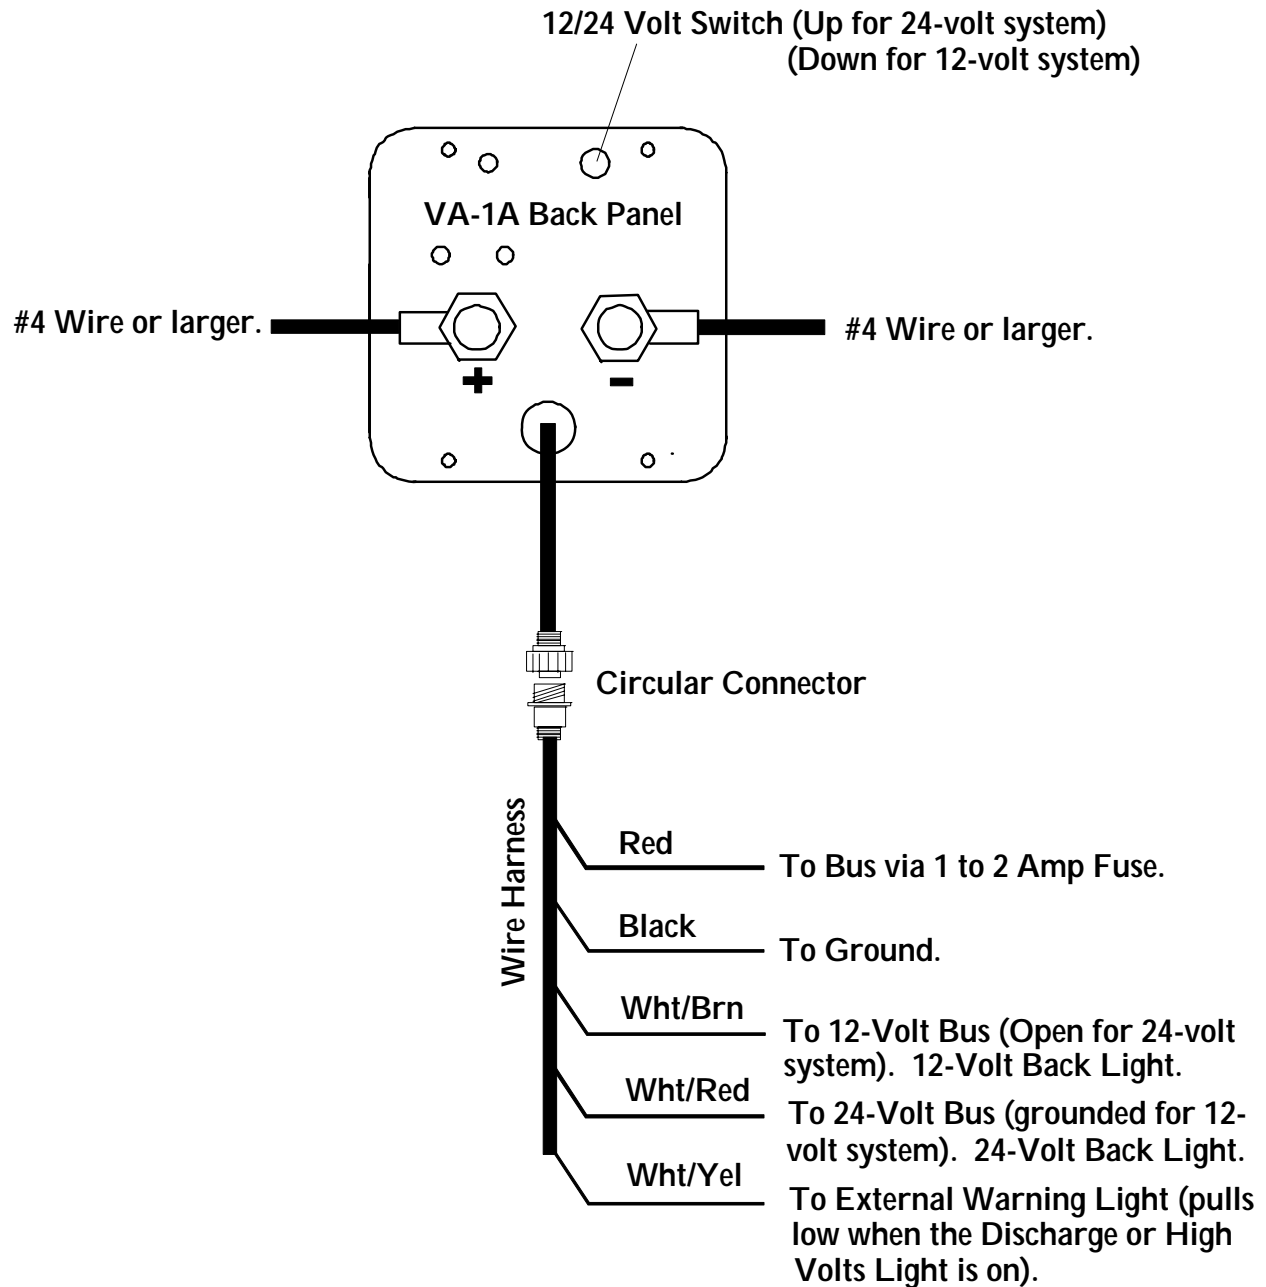 12/24 Volt Switch (Up for 24-volt system)
(Down for 12-volt system)
VA-1A Back Panel
#4 Wire or larger.
#4 Wire or larger.
+
-
Circular Connector
Wire Harness
Red
To Bus via 1 to 2 Amp Fuse.
Black
To Ground.
Wht/Brn
To 12-Volt Bus (Open for 24-volt
system). 12-Volt Back Light.
Wht/Red
To 24-Volt Bus (grounded for 12-
volt system). 24-Volt Back Light.
Wht/Yel
To External Warning Light (pulls
low when the Discharge or High
Volts Light is on).